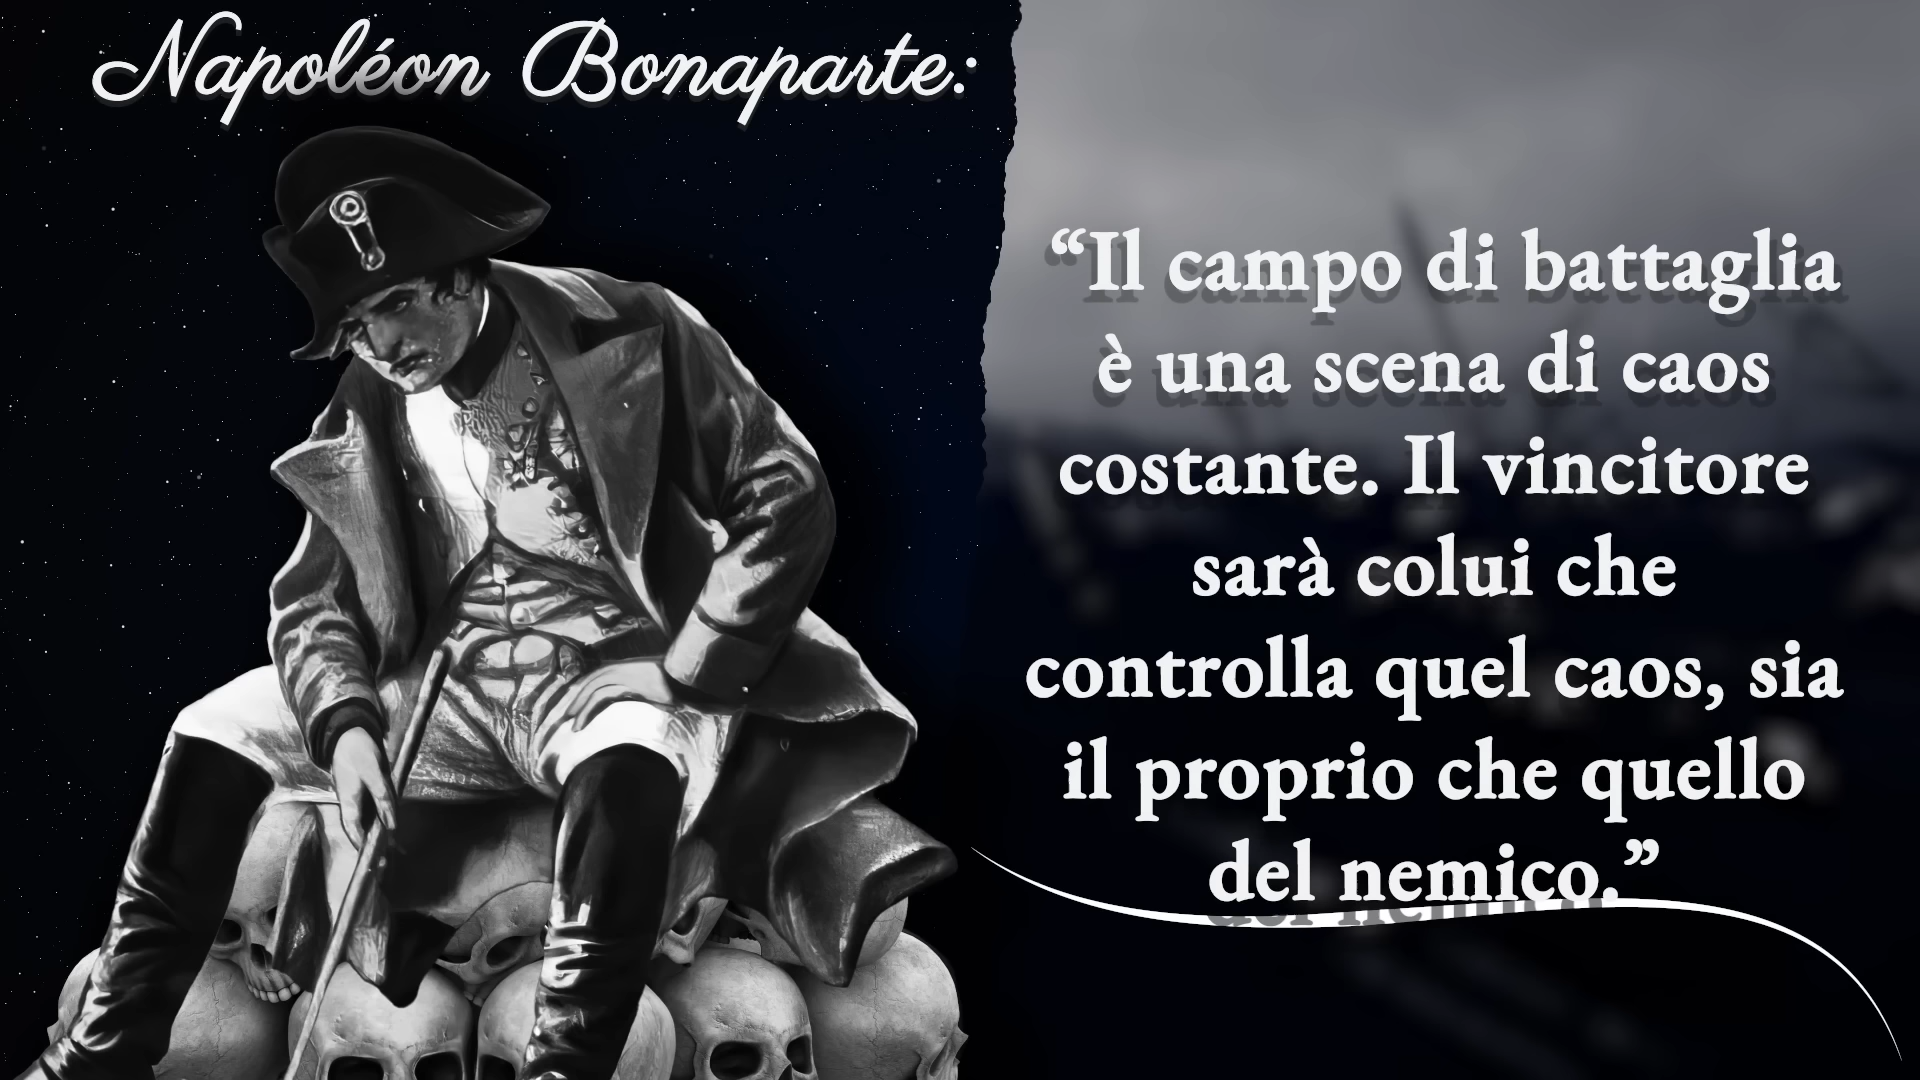 Napoléon Bonaparte:
“Il campo di battaglia
è una scena di caos
costante. Il vincitore
sarà colui che
controlla quel caos, sia
il proprio che quello
del nemico.”